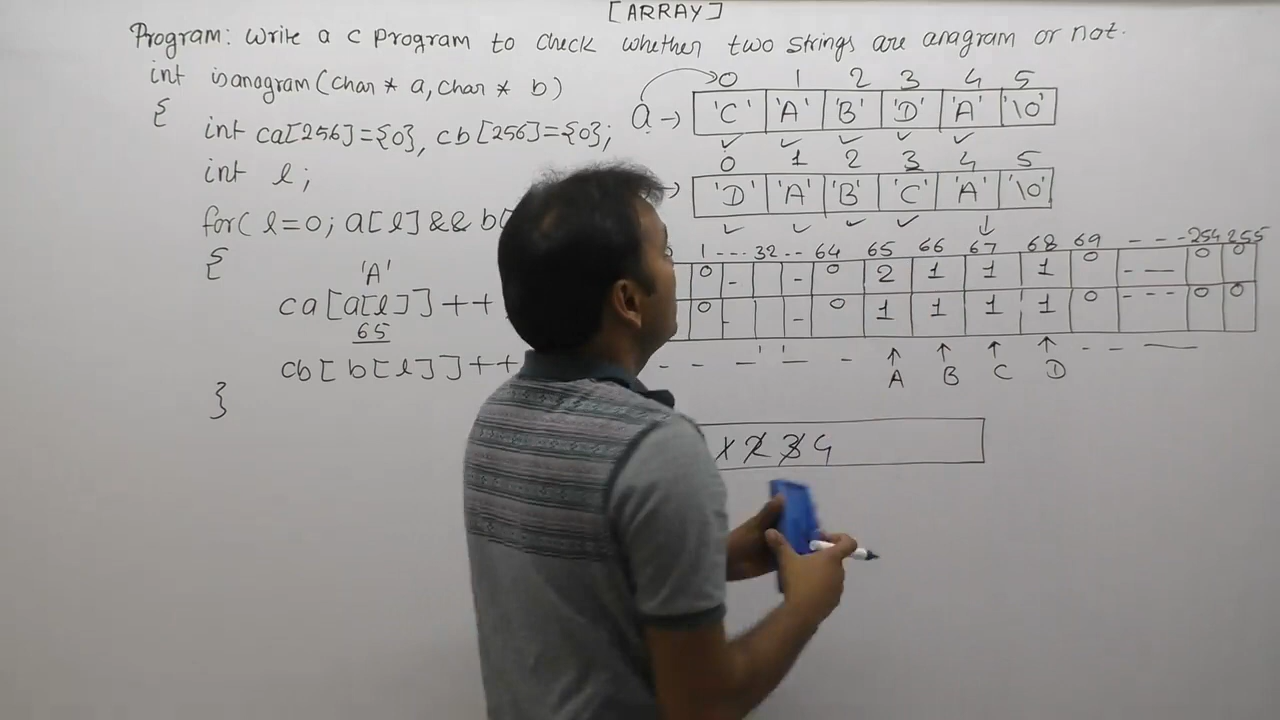 [ARRAY]
Program: Write a c program to check whether two strings are anagram or not.
int isanagram(char * a, char * b)
{
int ca[256]={0}, cb[256]={0};
int l;
for( l=0; a[l] && b
{
'A'
ca[a[l]]++
65
cb[b[l]]++
}
0 1 2 3 4 5
a → 'C' 'A' 'B' 'D' 'A' '\0'
0 1 2 3 4 5
'D' 'A' 'B' 'C' 'A' '\0'
1 --- 32 -- 64 65 66 67 68 69 - - - 254 255
0 - - 0 2 1 1 1 0 - — 0 0
0 - - 0 1 1 1 1 0 - - - 0 0
A B C D
2 3 4